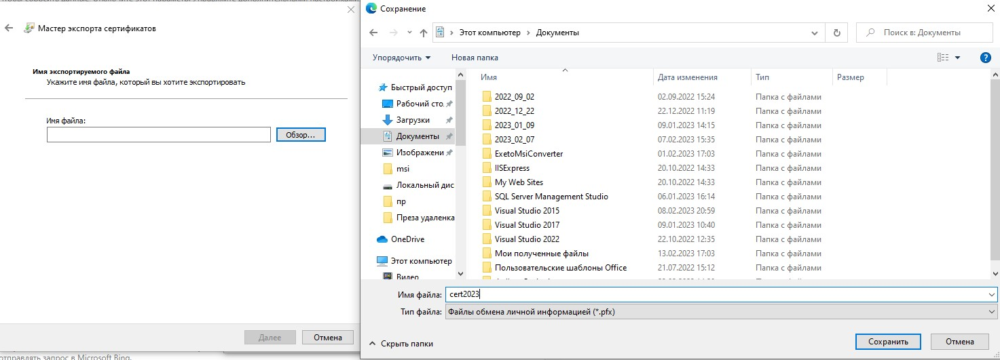 Мастер экспорта сертификатов
Имя экспортируемого файла
Укажите имя файла, который вы хотите экспортировать
Имя файла:
Обзор...
Далее
Отмена
отправлять запрос в Microsoft Bing.
Сохранение
Этот компьютер > Документы
Поиск в: Документы
Упорядочить
Новая папка
Быстрый доступ
Рабочий сто.
Загрузки
Документы
Изображени
msi
Локальный дис
пр
Преза удаленка
OneDrive
Этот компьютер
Видео
Имя Дата изменения Тип Размер
2022_09_02 02.09.2022 15:24 Папка с файлами
2022_12_22 22.12.2022 11:19 Папка с файлами
2023_01_09 09.01.2023 14:15 Папка с файлами
2023_02_07 07.02.2023 15:35 Папка с файлами
ExetoMsiConverter 01.02.2023 17:03 Папка с файлами
IISExpress 20.10.2022 14:33 Папка с файлами
My Web Sites 20.10.2022 14:33 Папка с файлами
SQL Server Management Studio 06.01.2023 16:14 Папка с файлами
Visual Studio 2015 08.02.2023 20:59 Папка с файлами
Visual Studio 2017 09.01.2023 10:40 Папка с файлами
Visual Studio 2022 22.10.2022 12:35 Папка с файлами
Мои полученные файлы 13.02.2023 17:03 Папка с файлами
Пользовательские шаблоны Office 21.07.2022 15:12 Папка с файлами
Имя файла: cert2023
Тип файла: Файлы обмена личной информацией (*.pfx)
Скрыть папки
Сохранить
Отмена